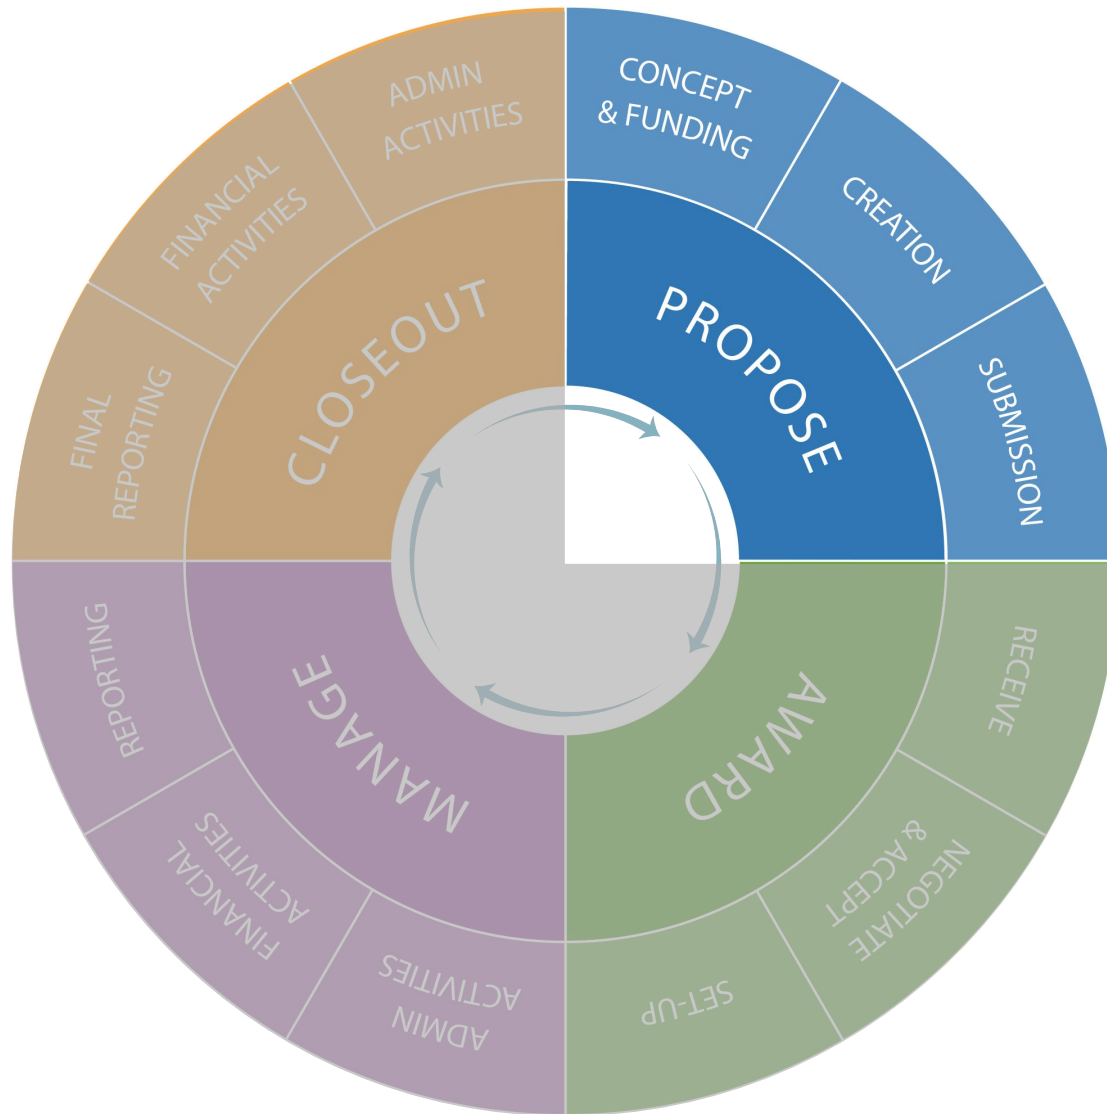 CONCEPT
& FUNDING
CREATION
SUBMISSION
PROPOSE
RECEIVE
NEGOTIATE
& ACCEPT
SET-UP
AWARD
ADMIN
ACTIVITIES
FINANCIAL
ACTIVITIES
REPORTING
MANAGE
FINAL
REPORTING
FINANCIAL
ACTIVITIES
ADMIN
ACTIVITIES
CLOSEOUT